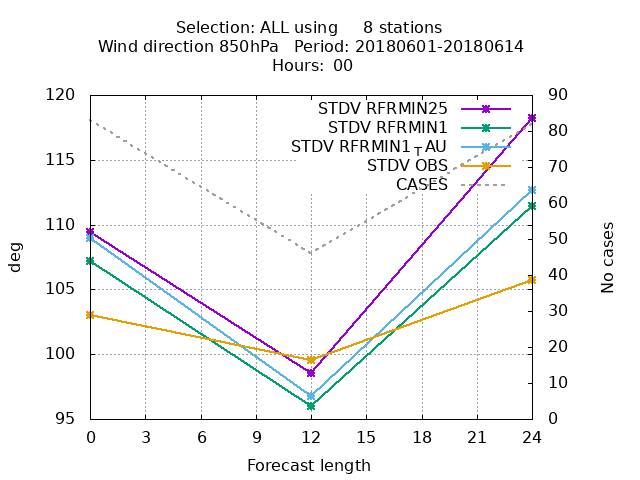 Selection: ALL using     8 stations
Wind direction 850hPa   Period: 20180601-20180614
Hours:  00
120
115
110
105
100
95
90
80
70
60
50
40
30
20
10
0
STDV RFRMIN25
STDV RFRMIN1
STDV RFRMIN1_TAU
STDV OBS
CASES
deg
No cases
0 3 6 9 12 15 18 21 24
Forecast length